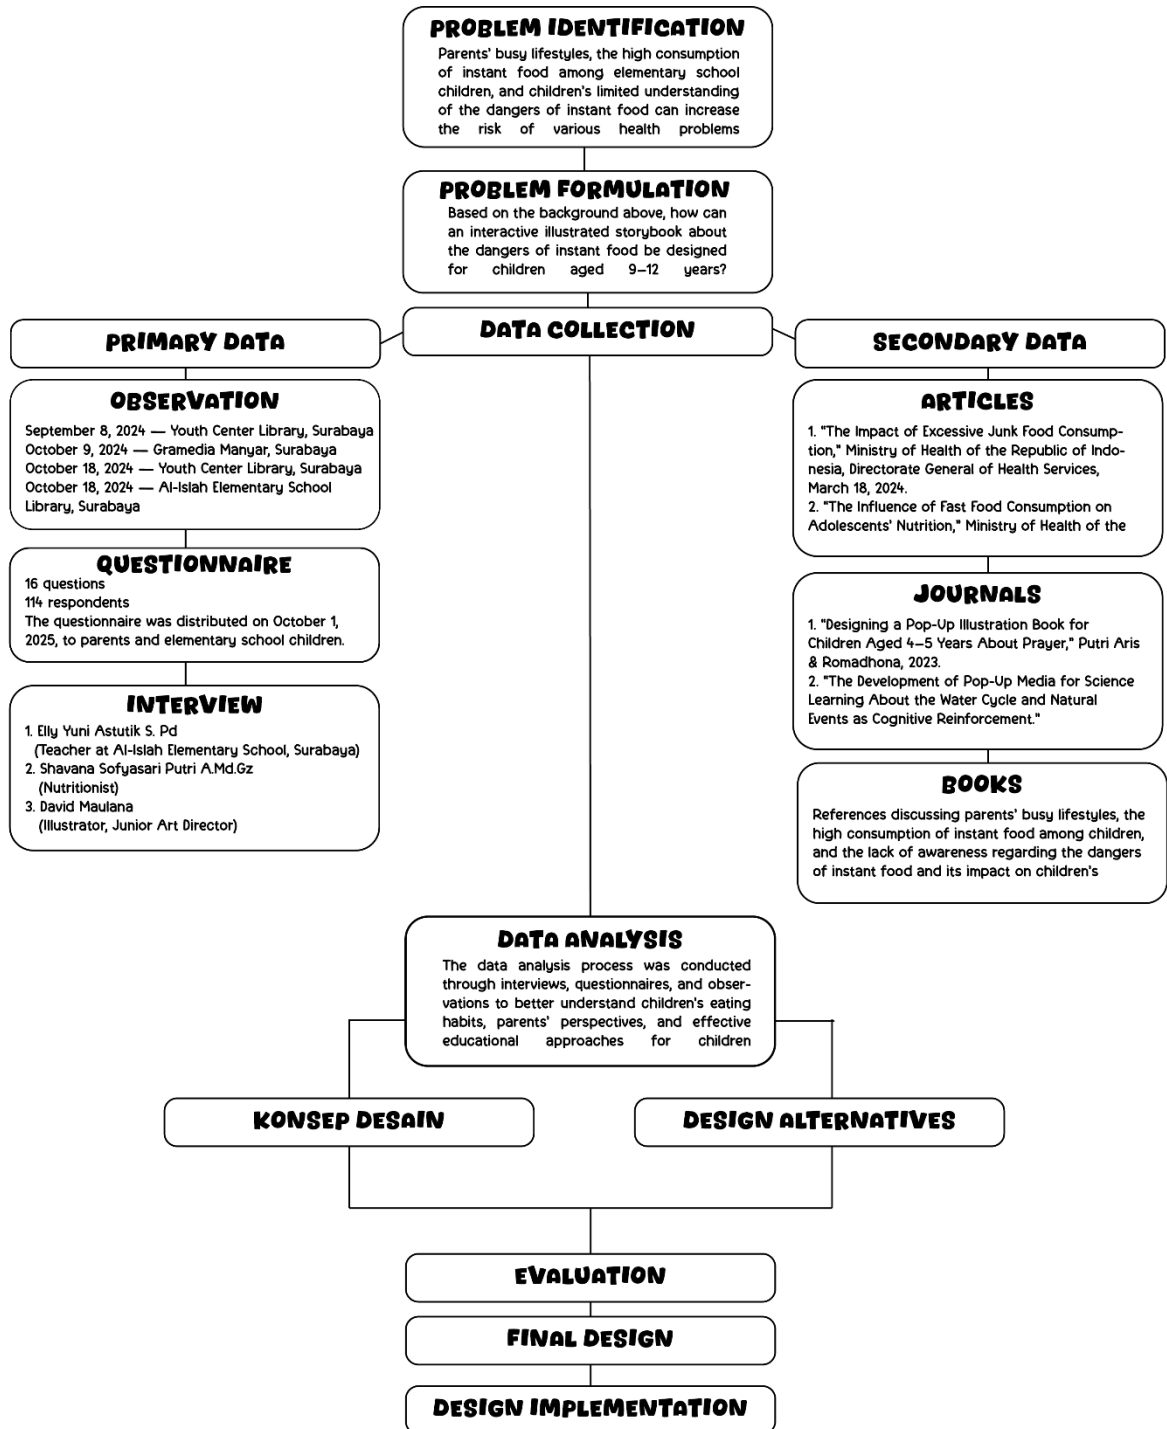 PROBLEM IDENTIFICATION
Parents' busy lifestyles, the high consumption
of instant food among elementary school
children, and children's limited understanding
of the dangers of instant food can increase
the risk of various health problems
PROBLEM FORMULATION
Based on the background above, how can
an interactive illustrated storybook about
the dangers of instant food be designed
for children aged 9–12 years?
DATA COLLECTION
PRIMARY DATA
OBSERVATION
September 8, 2024 — Youth Center Library, Surabaya
October 9, 2024 — Gramedia Manyar, Surabaya
October 18, 2024 — Youth Center Library, Surabaya
October 18, 2024 — Al-Islah Elementary School
Library, Surabaya
QUESTIONNAIRE
16 questions
114 respondents
The questionnaire was distributed on October 1,
2025, to parents and elementary school children.
INTERVIEW
1. Elly Yuni Astutik S. Pd
(Teacher at Al-Islah Elementary School, Surabaya)
2. Shavana Sofyasari Putri A.Md.Gz
(Nutritionist)
3. David Maulana
(Illustrator, Junior Art Director)
SECONDARY DATA
ARTICLES
1. "The Impact of Excessive Junk Food Consump-
tion," Ministry of Health of the Republic of Indo-
nesia, Directorate General of Health Services,
March 18, 2024.
2. "The Influence of Fast Food Consumption on
Adolescents' Nutrition," Ministry of Health of the
JOURNALS
1. "Designing a Pop-Up Illustration Book for
Children Aged 4–5 Years About Prayer," Putri Aris
& Romadhona, 2023.
2. "The Development of Pop-Up Media for Science
Learning About the Water Cycle and Natural
Events as Cognitive Reinforcement."
BOOKS
References discussing parents' busy lifestyles, the
high consumption of instant food among children,
and the lack of awareness regarding the dangers
of instant food and its impact on children's
DATA ANALYSIS
The data analysis process was conducted
through interviews, questionnaires, and obser-
vations to better understand children's eating
habits, parents' perspectives, and effective
educational approaches for children
KONSEP DESAIN
DESIGN ALTERNATIVES
EVALUATION
FINAL DESIGN
DESIGN IMPLEMENTATION